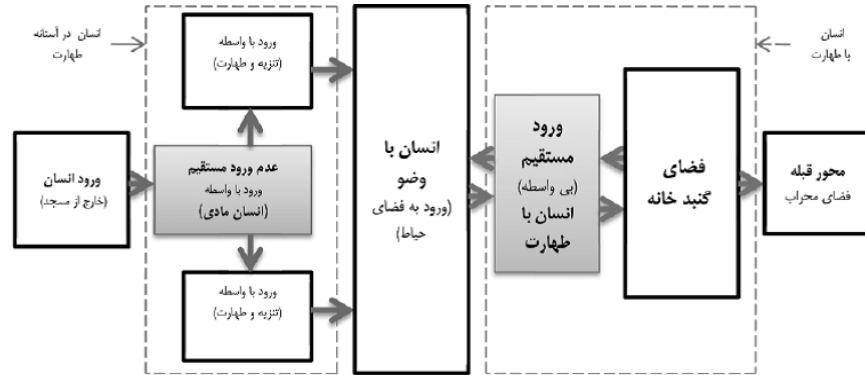 انسان در آستانه
طهارت
ورود با واسطه
(تنزیه و طهارت)
ورود انسان
(خارج از مسجد)
عدم ورود مستقیم
ورود با واسطه
(انسان مادی)
ورود با واسطه
(تنزیه و طهارت)
انسان با
وضو
(ورود به فضای
حیاط)
ورود
مستقیم
(بی واسطه)
انسان با
طهارت
فضای
گنبد خانه
انسان
با طهارت
محور قبله
فضای محراب